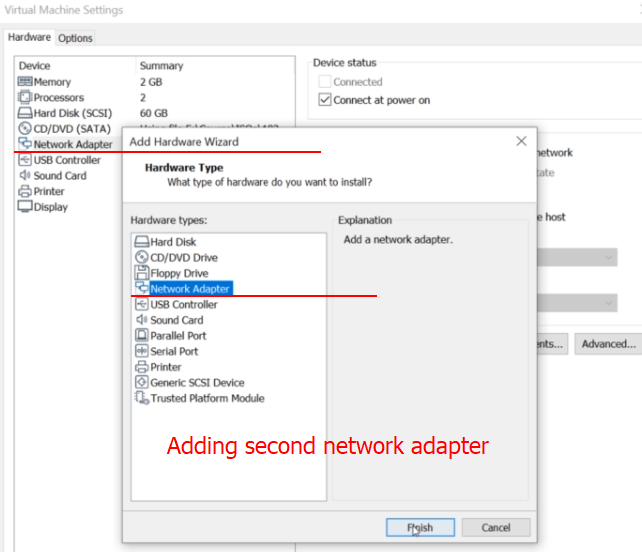 Virtual Machine Settings
Hardware Options
Device Summary
Memory 2 GB
Processors 2
Hard Disk (SCSI) 60 GB
CD/DVD (SATA)
Network Adapter
USB Controller
Sound Card
Printer
Display
Device status
Connected
Connect at power on
Add Hardware Wizard
Hardware Type
What type of hardware do you want to install?
Hardware types:
Hard Disk
CD/DVD Drive
Floppy Drive
Network Adapter
USB Controller
Sound Card
Parallel Port
Serial Port
Printer
Generic SCSI Device
Trusted Platform Module
Explanation
Add a network adapter.
Adding second network adapter
Finish Cancel
network
e host
Advanced...